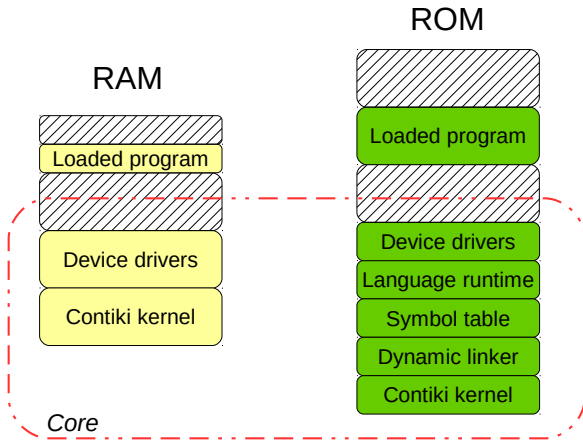 RAM
Loaded program
Device drivers
Contiki kernel
ROM
Loaded program
Device drivers
Language runtime
Symbol table
Dynamic linker
Contiki kernel
Core